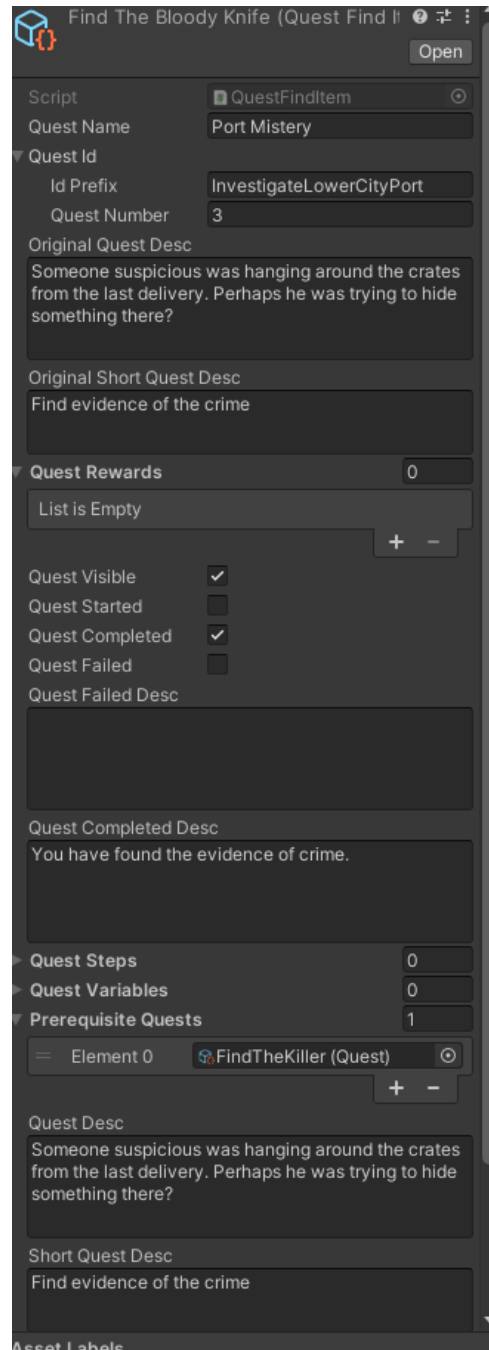 Find The Bloody Knife (Quest Find It
Open
Script QuestFindItem
Quest Name Port Mistery
Quest Id
Id Prefix InvestigateLowerCityPort
Quest Number 3
Original Quest Desc
Someone suspicious was hanging around the crates
from the last delivery. Perhaps he was trying to hide
something there?
Original Short Quest Desc
Find evidence of the crime
Quest Rewards 0
List is Empty
+ −
Quest Visible
Quest Started
Quest Completed
Quest Failed
Quest Failed Desc
Quest Completed Desc
You have found the evidence of crime.
Quest Steps 0
Quest Variables 0
Prerequisite Quests 1
Element 0 FindTheKiller (Quest)
+ −
Quest Desc
Someone suspicious was hanging around the crates
from the last delivery. Perhaps he was trying to hide
something there?
Short Quest Desc
Find evidence of the crime
Asset Labels